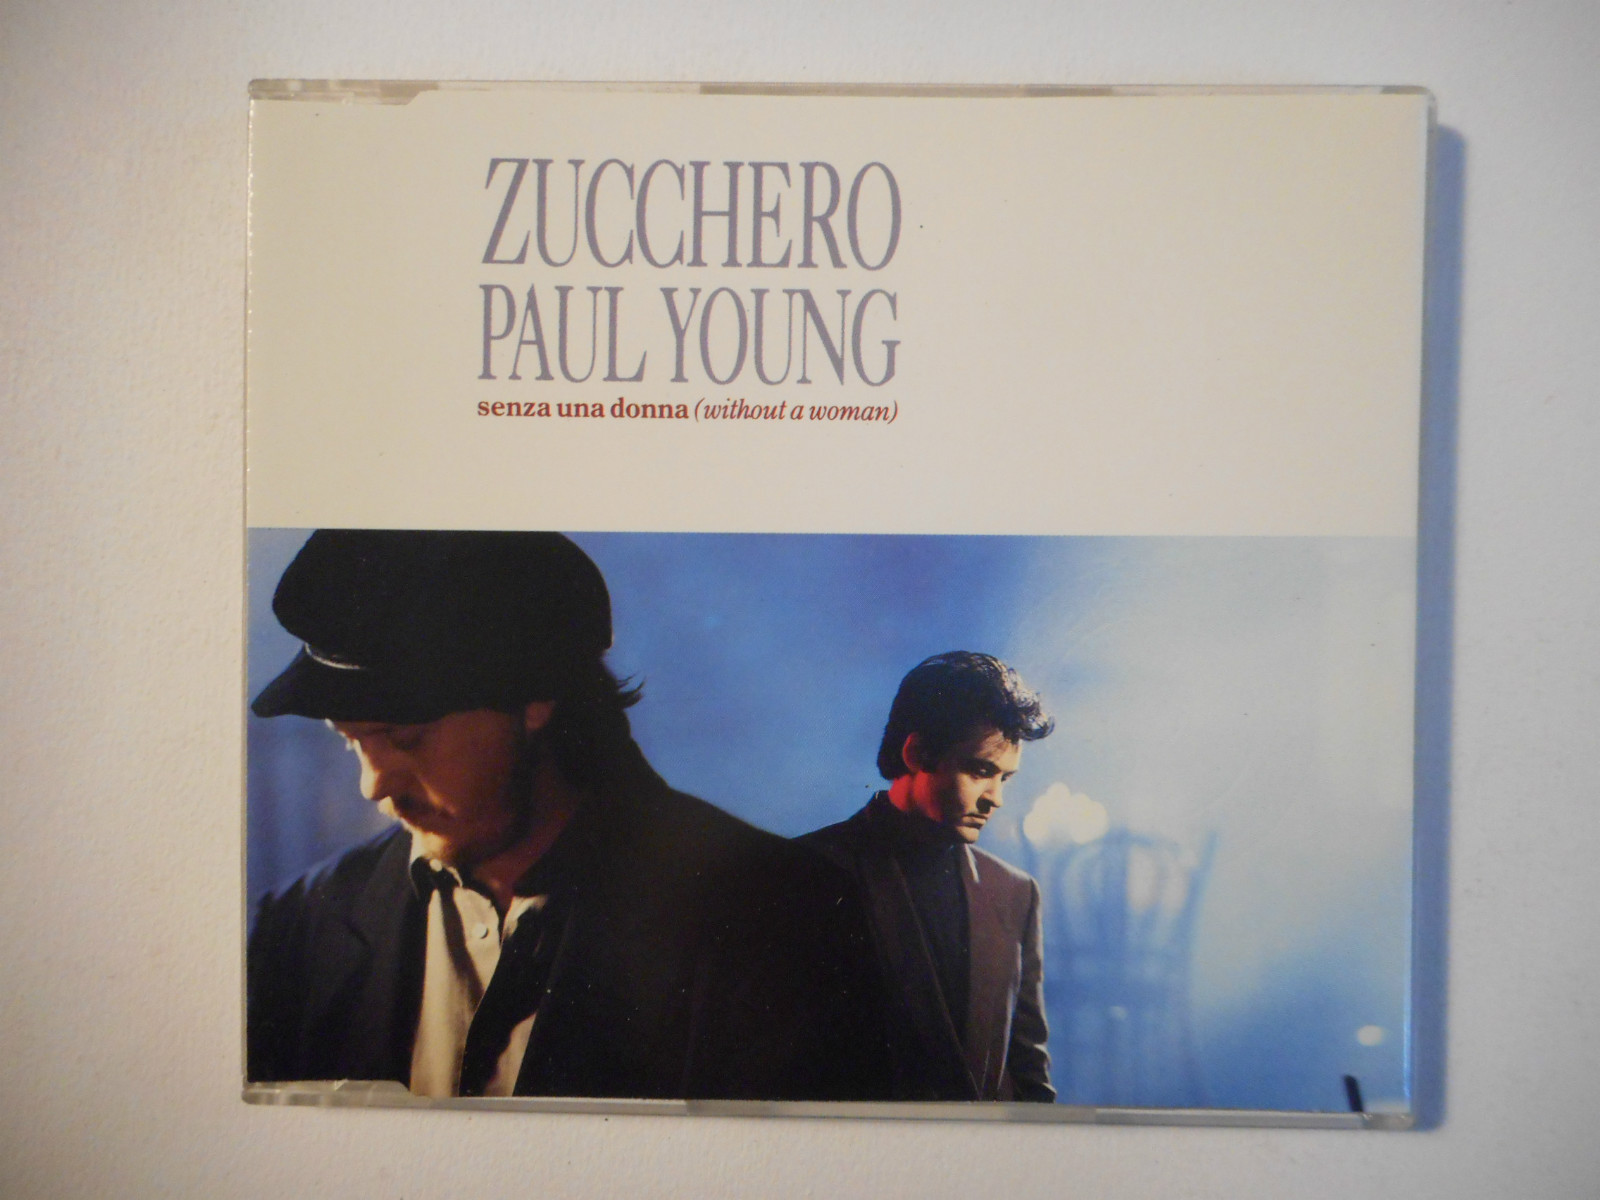 ZUCCHERO
PAUL YOUNG
senza una donna (without a woman)